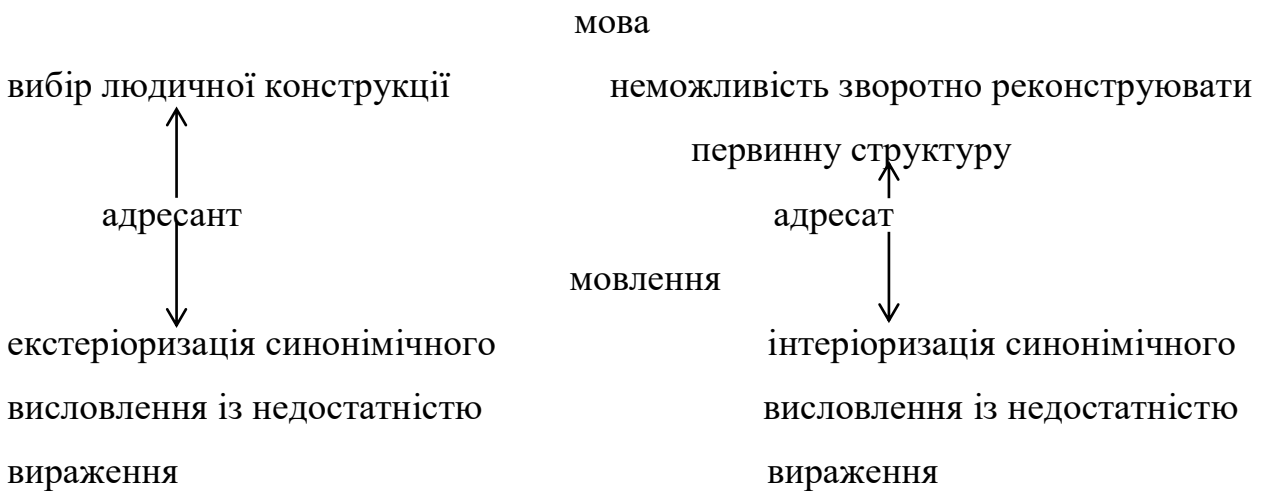 мова
вибір людичної конструкції неможливість зворотно реконструювати
первинну структуру
адресант адресат
мовлення
екстеріоризація синонімічного інтеріоризація синонімічного
висловлення із недостатністю висловлення із недостатністю
вираження вираження